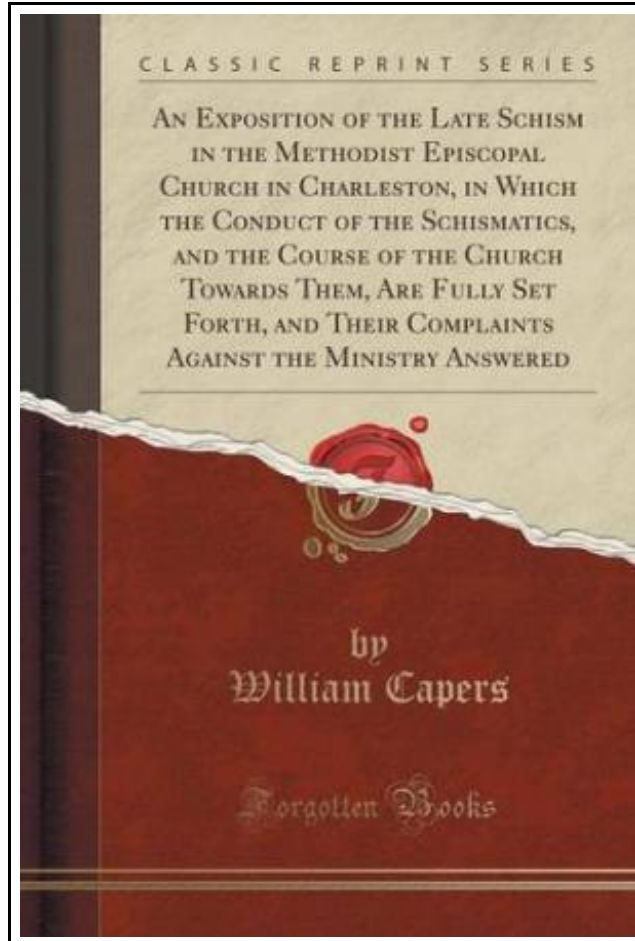 CLASSIC REPRINT SERIES
AN EXPOSITION OF THE LATE SCHISM
IN THE METHODIST EPISCOPAL
CHURCH IN CHARLESTON, IN WHICH
THE CONDUCT OF THE SCHISMATICS,
AND THE COURSE OF THE CHURCH
TOWARDS THEM, ARE FULLY SET
FORTH, AND THEIR COMPLAINTS
AGAINST THE MINISTRY ANSWERED
by
William Capers
Forgotten Books